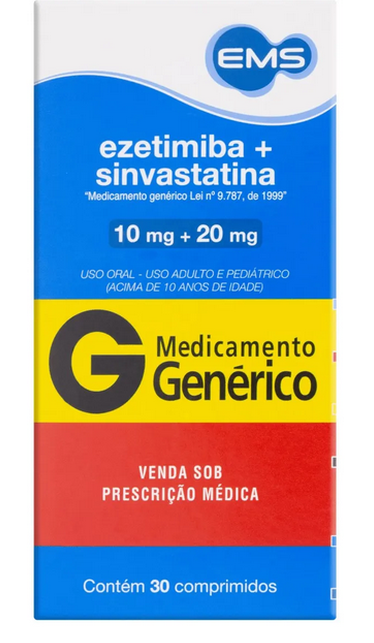 EMS
ezetimiba +
sinvastatina
"Medicamento genérico Lei nº 9.787, de 1999"
10 mg + 20 mg
USO ORAL - USO ADULTO E PEDIÁTRICO
(ACIMA DE 10 ANOS DE IDADE)
G Medicamento
Genérico
VENDA SOB
PRESCRIÇÃO MÉDICA
Contém 30 comprimidos